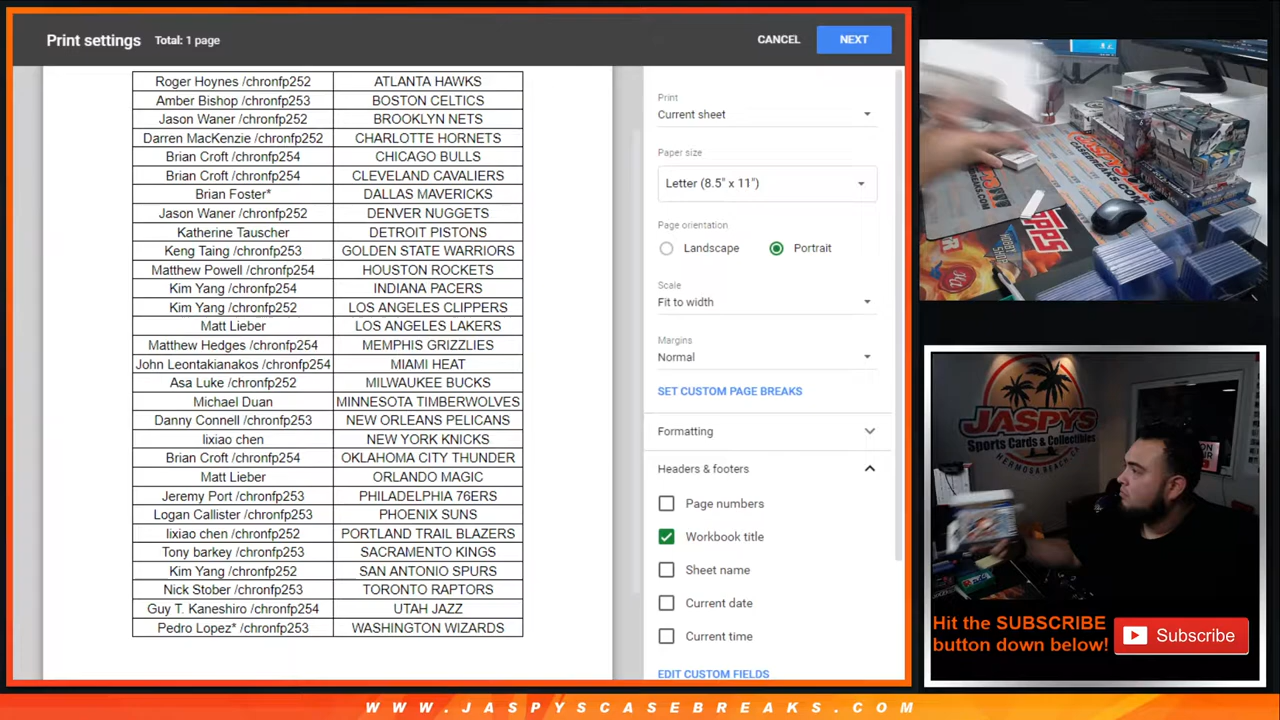 Print settings Total: 1 page CANCEL NEXT
Roger Hoynes /chronfp252 ATLANTA HAWKS
Amber Bishop /chronfp253 BOSTON CELTICS
Jason Waner /chronfp252 BROOKLYN NETS
Darren MacKenzie /chronfp252 CHARLOTTE HORNETS
Brian Croft /chronfp254 CHICAGO BULLS
Brian Croft /chronfp254 CLEVELAND CAVALIERS
Brian Foster* DALLAS MAVERICKS
Jason Waner /chronfp252 DENVER NUGGETS
Katherine Tauscher DETROIT PISTONS
Keng Taing /chronfp253 GOLDEN STATE WARRIORS
Matthew Powell /chronfp254 HOUSTON ROCKETS
Kim Yang /chronfp254 INDIANA PACERS
Kim Yang /chronfp252 LOS ANGELES CLIPPERS
Matt Lieber LOS ANGELES LAKERS
Matthew Hedges /chronfp254 MEMPHIS GRIZZLIES
John Leontakianakos /chronfp254 MIAMI HEAT
Asa Luke /chronfp252 MILWAUKEE BUCKS
Michael Duan MINNESOTA TIMBERWOLVES
Danny Connell /chronfp253 NEW ORLEANS PELICANS
lixiao chen NEW YORK KNICKS
Brian Croft /chronfp254 OKLAHOMA CITY THUNDER
Matt Lieber ORLANDO MAGIC
Jeremy Port /chronfp253 PHILADELPHIA 76ERS
Logan Callister /chronfp253 PHOENIX SUNS
lixiao chen /chronfp252 PORTLAND TRAIL BLAZERS
Tony barkey /chronfp253 SACRAMENTO KINGS
Kim Yang /chronfp252 SAN ANTONIO SPURS
Nick Stober /chronfp253 TORONTO RAPTORS
Guy T. Kaneshiro /chronfp254 UTAH JAZZ
Pedro Lopez* /chronfp253 WASHINGTON WIZARDS
Print
Current sheet
Paper size
Letter (8.5" x 11")
Page orientation
Landscape Portrait
Scale
Fit to width
Margins
Normal
SET CUSTOM PAGE BREAKS
Formatting
Headers & footers
Page numbers
Workbook title
Sheet name
Current date
Current time
EDIT CUSTOM FIELDS
TOPPS
HOBBY
SHOP
JASPYS
Sports Cards & Collectibles
HERMOSA BEACH, CA
Hit the SUBSCRIBE
button down below!
Subscribe
WWW.JASPYSCASEBREAKS.COM